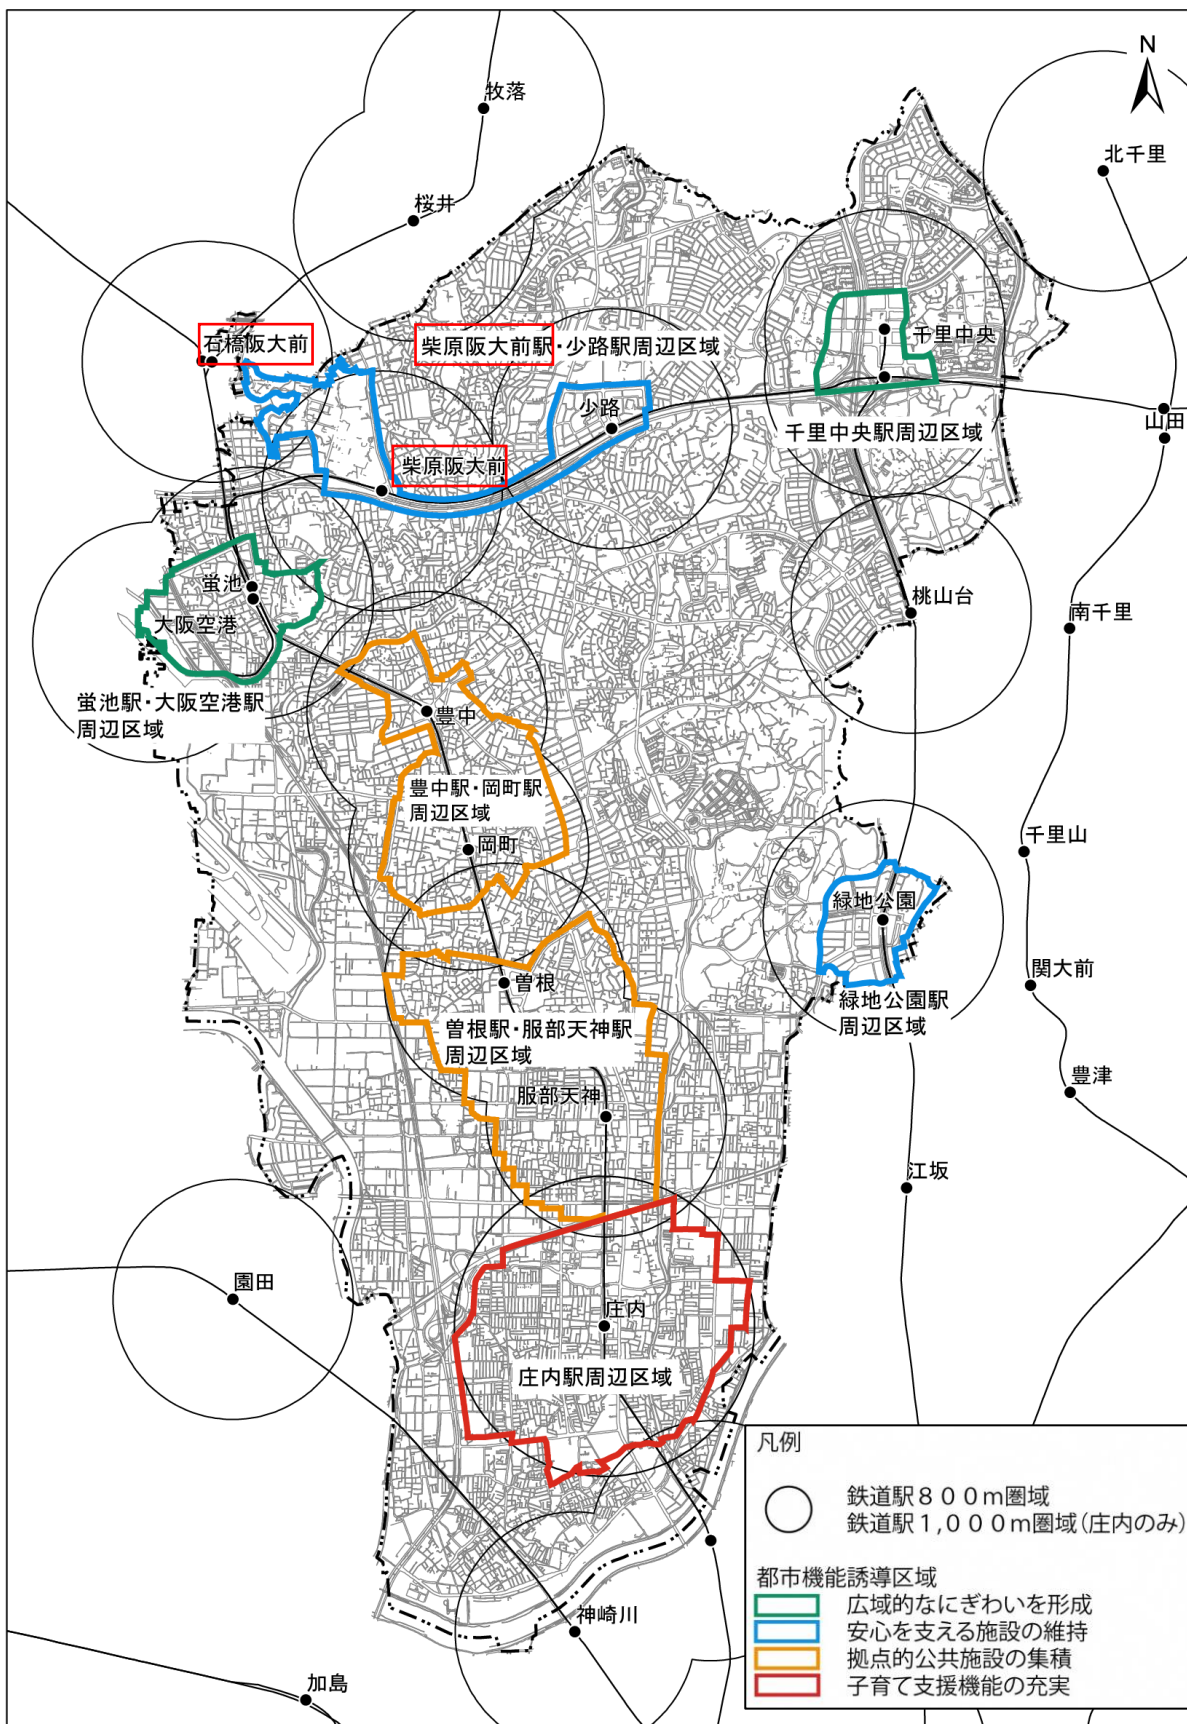 N
牧落
北千里
桜井
石橋阪大前
柴原阪大前駅・少路駅周辺区域
千里中央
少路
山田
千里中央駅周辺区域
柴原阪大前
蛍池
大阪空港
桃山台
南千里
蛍池駅・大阪空港駅
周辺区域
豊中
豊中駅・岡町駅
周辺区域
岡町
千里山
緑地公園
曽根
関大前
緑地公園駅
周辺区域
曽根駅・服部天神駅
周辺区域
服部天神
豊津
江坂
園田
庄内
庄内駅周辺区域
神崎川
加島
凡例
鉄道駅800m圏域
鉄道駅1,000m圏域(庄内のみ)
都市機能誘導区域
広域的なにぎわいを形成
安心を支える施設の維持
拠点的公共施設の集積
子育て支援機能の充実